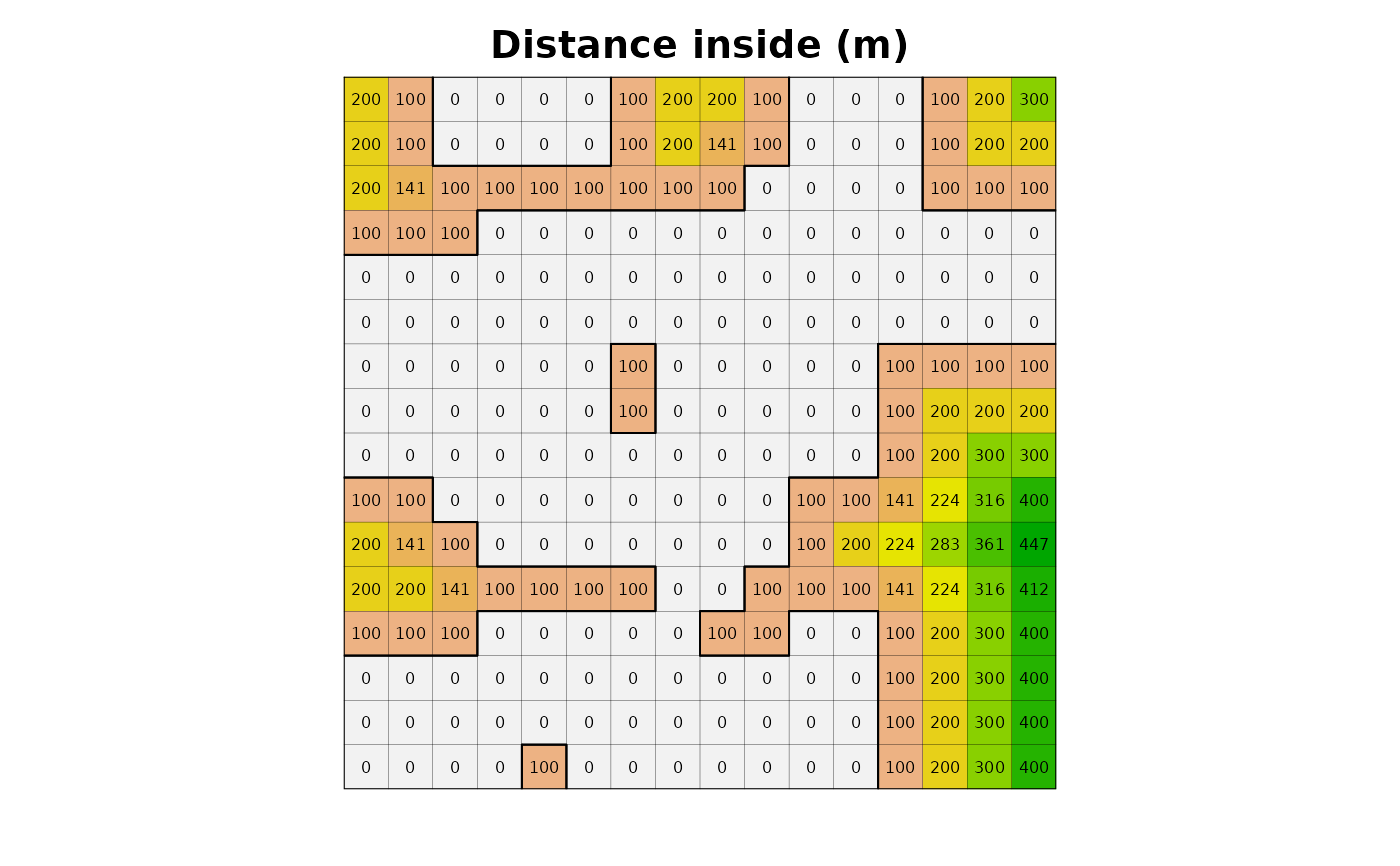 Distance inside (m)
200 100 0 0 0 0 100 200 200 100 0 0 0 100 200 300
200 100 0 0 0 0 100 200 141 100 0 0 0 100 200 200
200 141 100 100 100 100 100 100 100 0 0 0 0 100 100 100
100 100 100 0 0 0 0 0 0 0 0 0 0 0 0 0
0 0 0 0 0 0 0 0 0 0 0 0 0 0 0 0
0 0 0 0 0 0 0 0 0 0 0 0 0 0 0 0
0 0 0 0 0 0 100 0 0 0 0 0 100 100 100 100
0 0 0 0 0 0 100 0 0 0 0 0 100 200 200 200
0 0 0 0 0 0 0 0 0 0 0 0 100 200 300 300
100 100 0 0 0 0 0 0 0 0 100 100 141 224 316 400
200 141 100 0 0 0 0 0 0 0 100 200 224 283 361 447
200 200 141 100 100 100 100 0 0 100 100 100 141 224 316 412
100 100 100 0 0 0 0 0 100 100 0 0 100 200 300 400
0 0 0 0 0 0 0 0 0 0 0 0 100 200 300 400
0 0 0 0 0 0 0 0 0 0 0 0 100 200 300 400
0 0 0 0 100 0 0 0 0 0 0 0 100 200 300 400